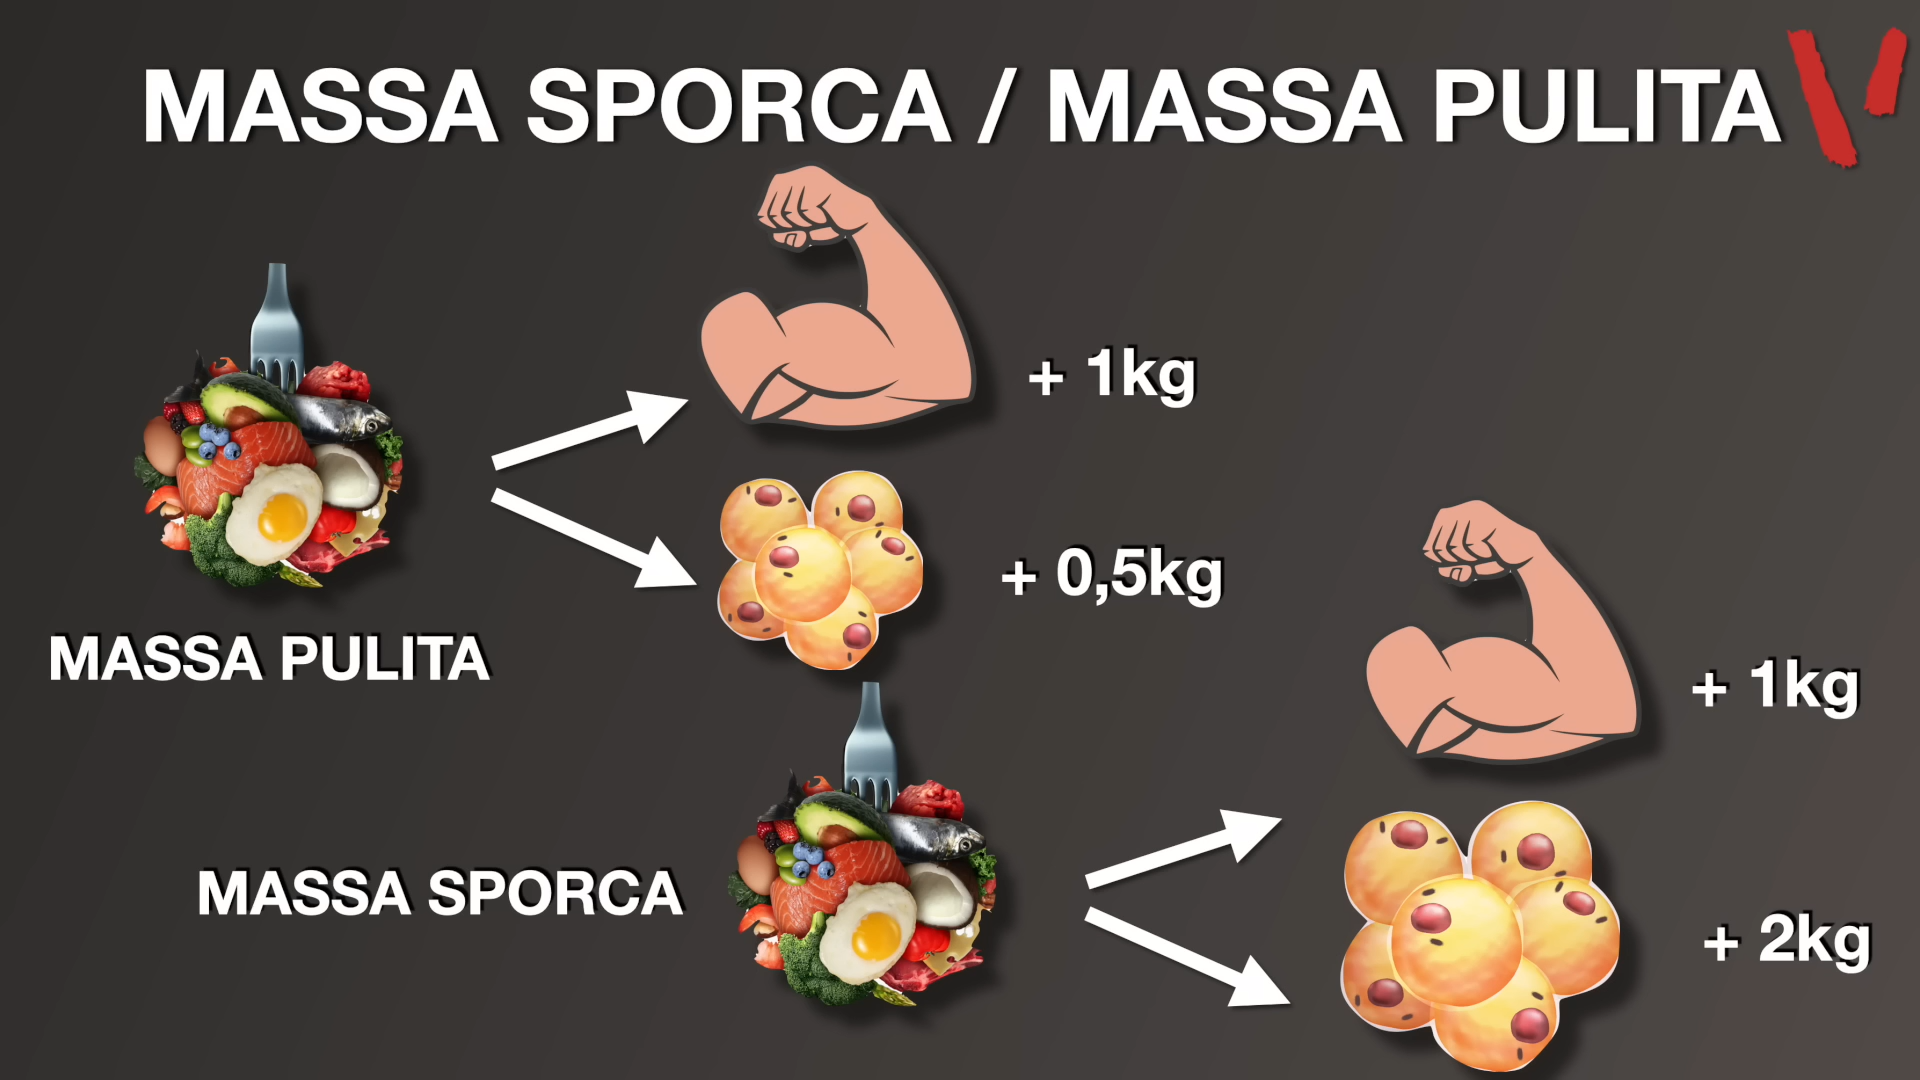 MASSA SPORCA / MASSA PULITA
+ 1kg
+ 0,5kg
MASSA PULITA
+ 1kg
MASSA SPORCA
+ 2kg